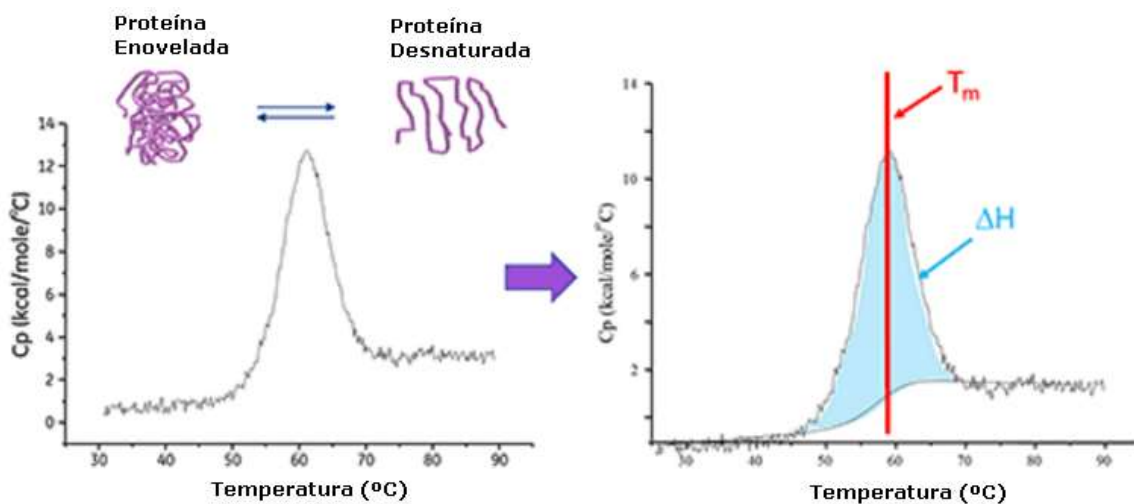 Proteína
Enovelada
Proteína
Desnaturada
14
12
10
8
6
4
2
0
Cp (kcal/mole/°C)
30
40
50
60
70
80
90
Temperatura (ºC)
14
10
6
2
Cp (kcal/mole/°C)
Tm
ΔH
30
50
60
70
80
90
Temperatura (ºC)